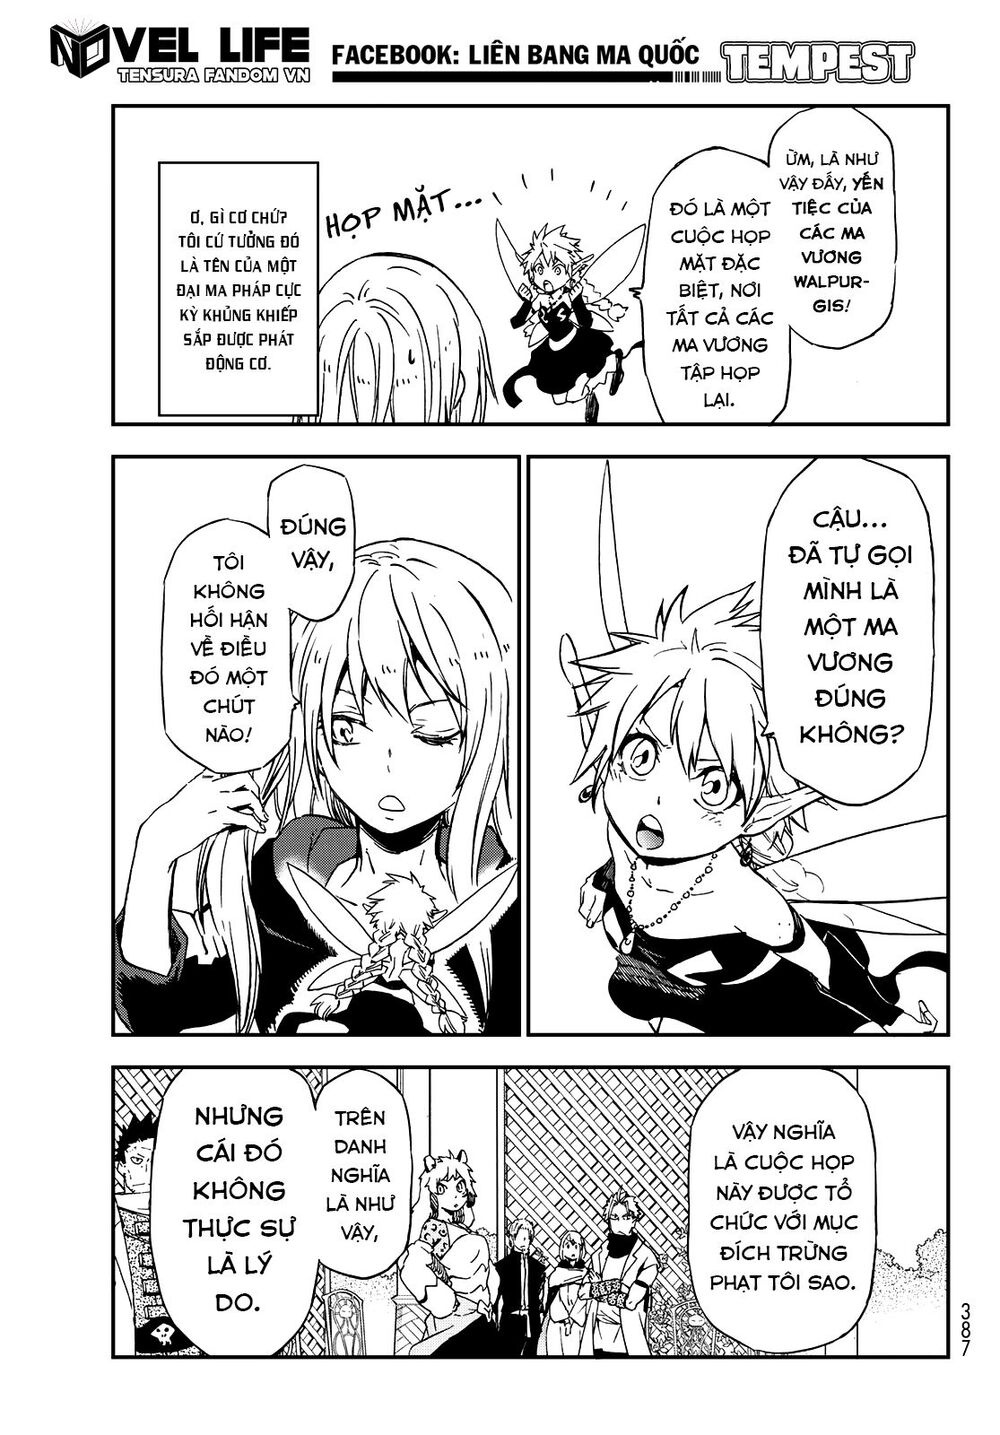 NOVEL LIFE
TENSURA FANDOM VN
FACEBOOK: LIÊN BANG MA QUỐC
TEMPEST
ỪM, LÀ NHƯ
VẬY ĐẤY, YẾN
TIỆC CỦA
CÁC MA
VƯƠNG
WALPUR-
GIS!
ĐÓ LÀ MỘT
CUỘC HỌP
MẶT ĐẶC
BIỆT, NƠI
TẤT CẢ CÁC
MA VƯƠNG
TẬP HỌP
LẠI.
HỌP MẶT...
Ơ, GÌ CƠ CHỨ?
TÔI CỨ TƯỞNG ĐÓ
LÀ TÊN CỦA MỘT
ĐẠI MA PHÁP CỰC
KỲ KHỦNG KHIẾP
SẮP ĐƯỢC PHÁT
ĐỘNG CƠ.
CẬU...
ĐÃ TỰ GỌI
MÌNH LÀ
MỘT MA
VƯƠNG
ĐÚNG
KHÔNG?
ĐÚNG
VẬY,
TÔI
KHÔNG
HỐI HẬN
VỀ ĐIỀU
ĐÓ MỘT
CHÚT
NÀO!
VẬY NGHĨA
LÀ CUỘC HỌP
NÀY ĐƯỢC TỔ
CHỨC VỚI MỤC
ĐÍCH TRỪNG
PHẠT TÔI SAO.
TRÊN
DANH
NGHĨA
LÀ NHƯ
VẬY,
NHƯNG
CÁI ĐÓ
KHÔNG
THỰC SỰ
LÀ LÝ
DO.
387